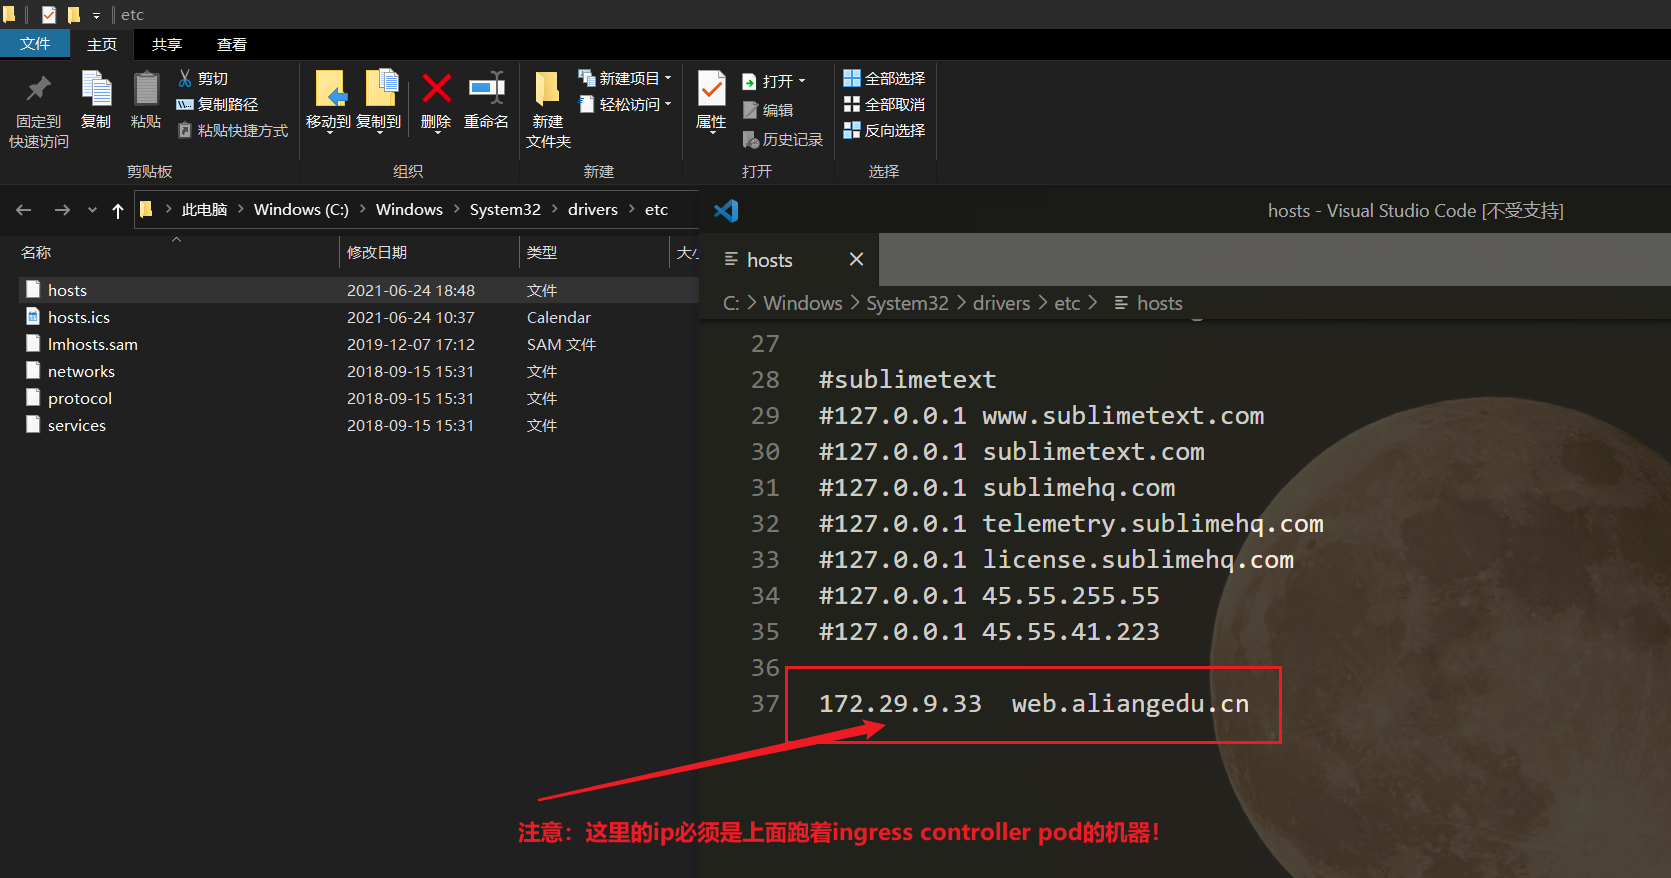 etc
文件 主页 共享 查看
固定到
快速访问
复制
粘贴
剪切
复制路径
粘贴快捷方式
剪贴板
移动到 复制到 删除 重命名
组织
新建
文件夹
新建项目
轻松访问
新建
属性
打开
编辑
历史记录
打开
全部选择
全部取消
反向选择
选择
此电脑 Windows (C:) Windows System32 drivers etc
名称 修改日期 类型
hosts 2021-06-24 18:48 文件
hosts.ics 2021-06-24 10:37 Calendar
lmhosts.sam 2019-12-07 17:12 SAM 文件
networks 2018-09-15 15:31 文件
protocol 2018-09-15 15:31 文件
services 2018-09-15 15:31 文件
hosts - Visual Studio Code [不受支持]
hosts
C: > Windows > System32 > drivers > etc > hosts
27
28 #sublimetext
29 #127.0.0.1 www.sublimetext.com
30 #127.0.0.1 sublimetext.com
31 #127.0.0.1 sublimehq.com
32 #127.0.0.1 telemetry.sublimehq.com
33 #127.0.0.1 license.sublimehq.com
34 #127.0.0.1 45.55.255.55
35 #127.0.0.1 45.55.41.223
36
37 172.29.9.33 web.aliangedu.cn
注意：这里的ip必须是上面跑着ingress controller pod的机器！